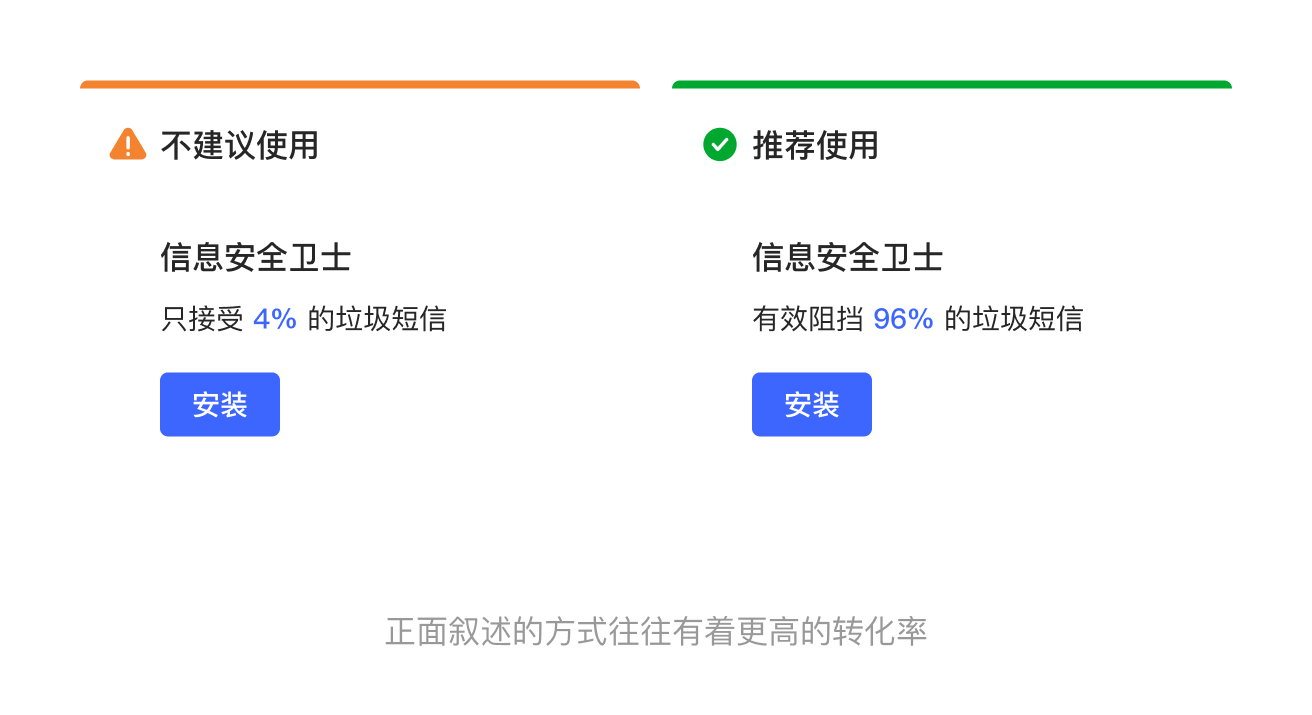 不建议使用
信息安全卫士
只接受 4% 的垃圾短信
安装
推荐使用
信息安全卫士
有效阻挡 96% 的垃圾短信
安装
正面叙述的方式往往有着更高的转化率